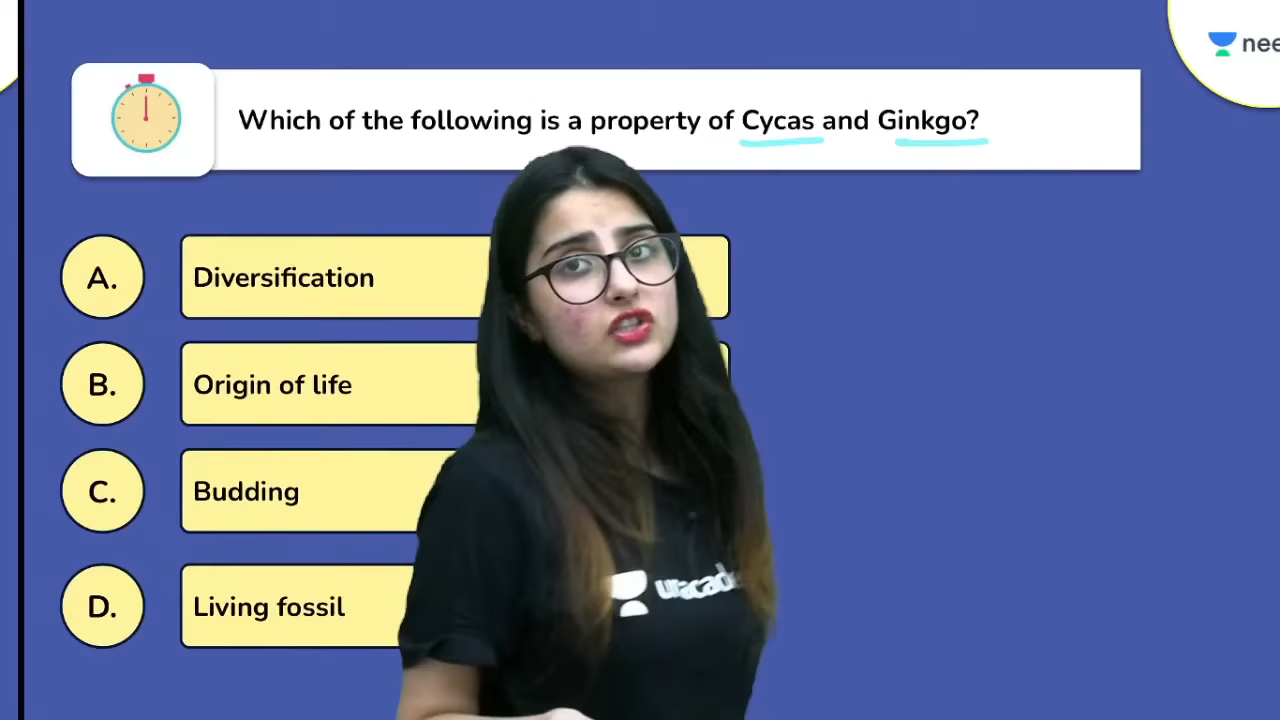 nee
Which of the following is a property of Cycas and Ginkgo?
A.
Diversification
B.
Origin of life
C.
Budding
D.
Living fossil